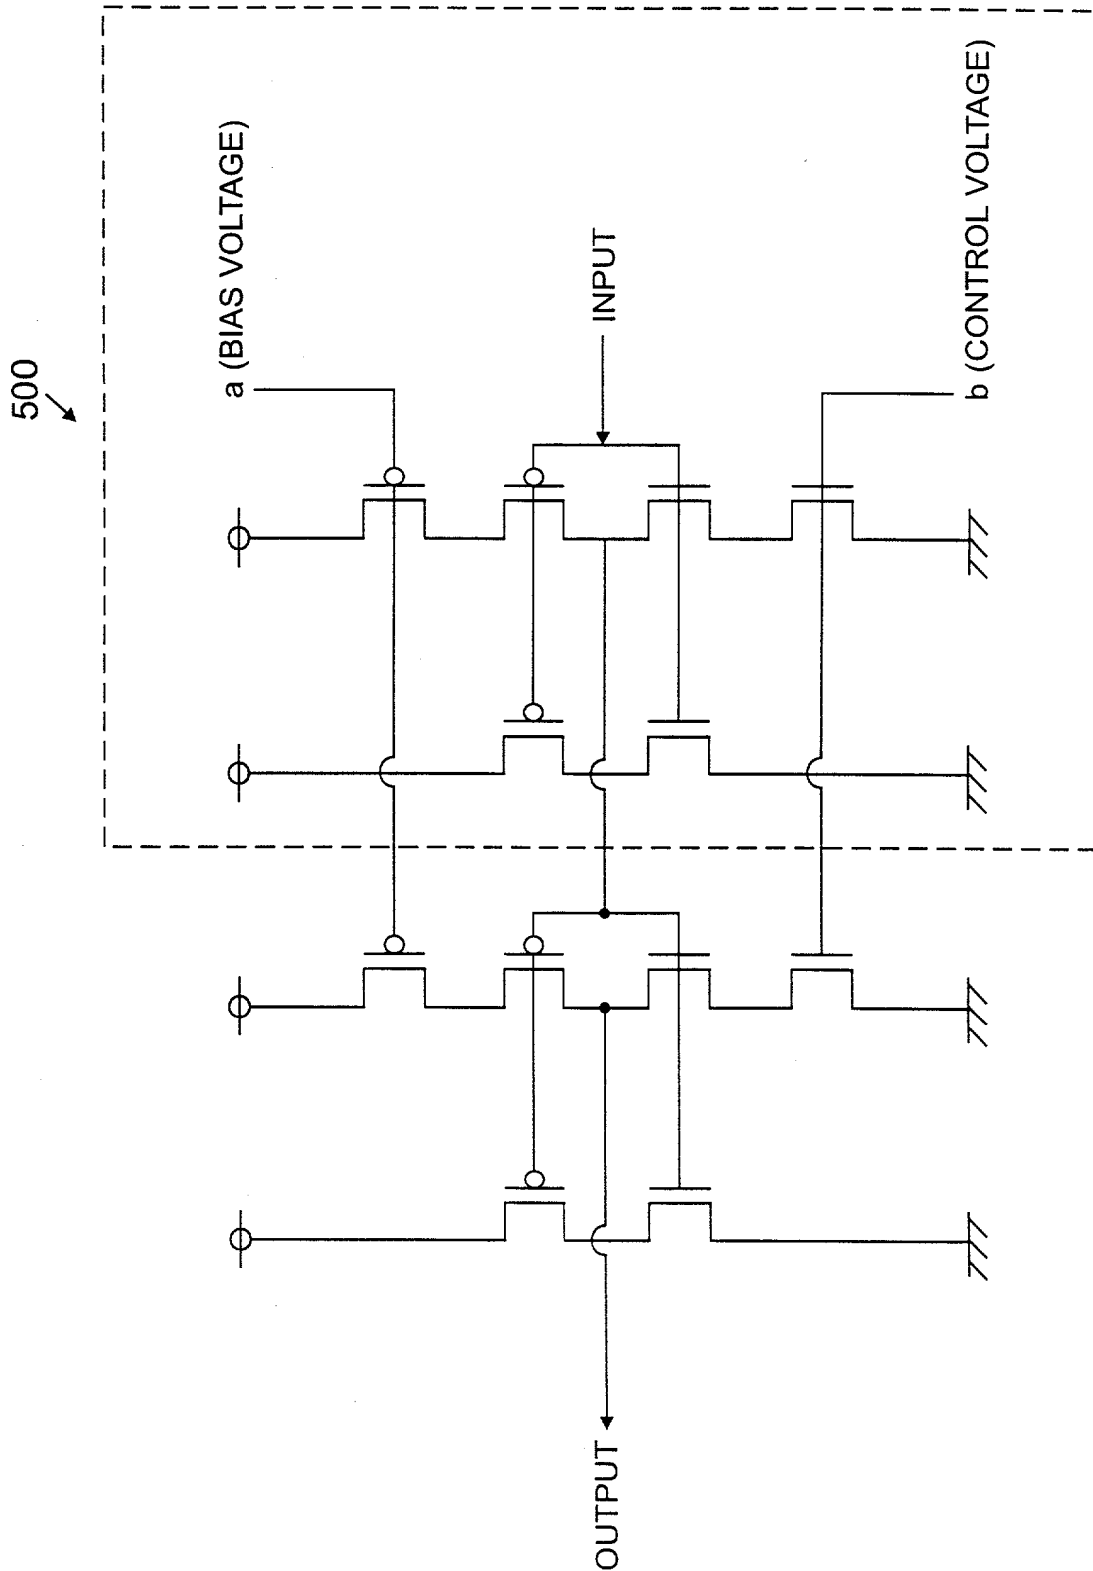 500
a (BIAS VOLTAGE)
INPUT
b (CONTROL VOLTAGE)
OUTPUT